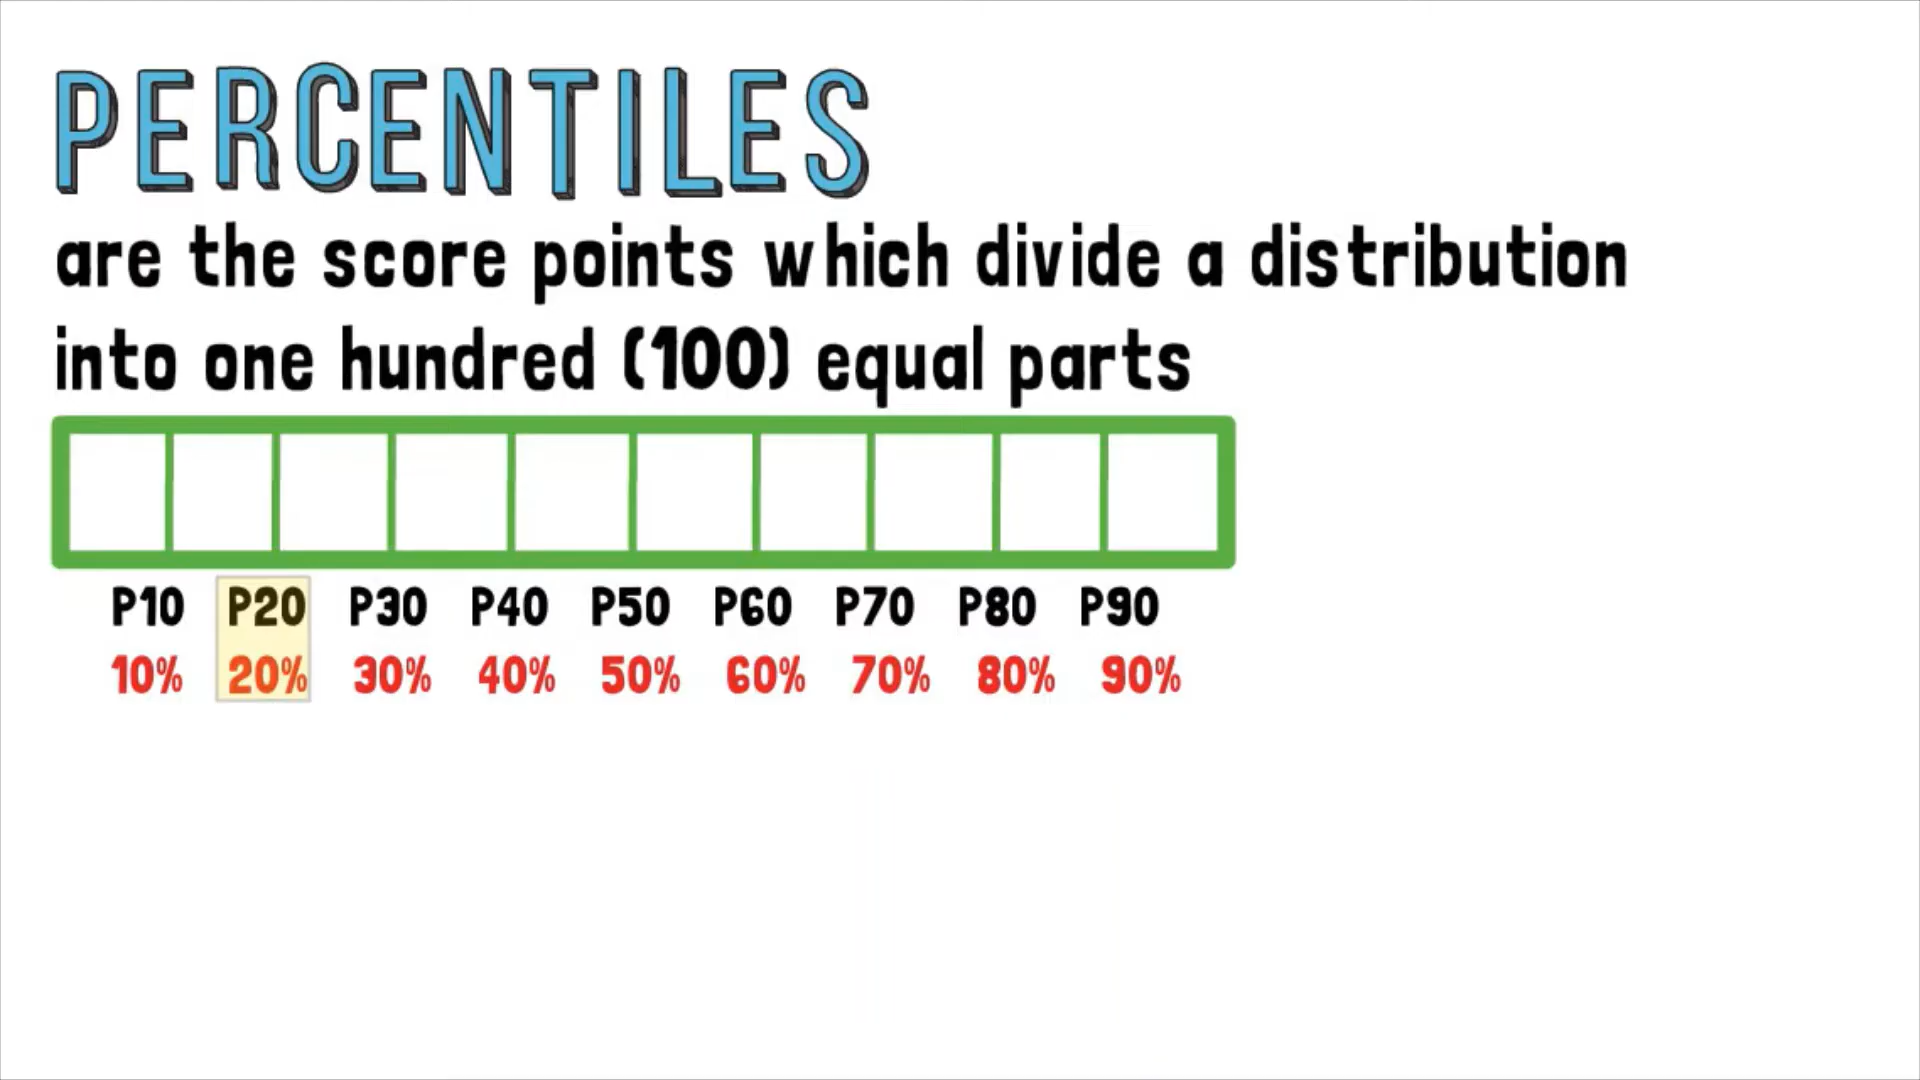 PERCENTILES
are the score points which divide a distribution
into one hundred (100) equal parts
P10 P20 P30 P40 P50 P60 P70 P80 P90
10% 20% 30% 40% 50% 60% 70% 80% 90%